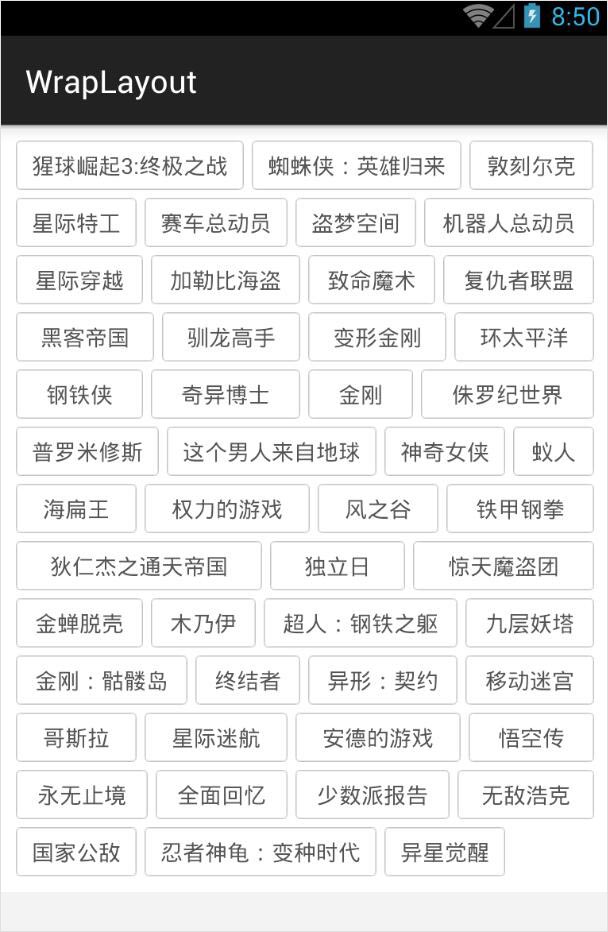 8:50
WrapLayout
猩球崛起3:终极之战 蜘蛛侠：英雄归来 敦刻尔克
星际特工 赛车总动员 盗梦空间 机器人总动员
星际穿越 加勒比海盗 致命魔术 复仇者联盟
黑客帝国 驯龙高手 变形金刚 环太平洋
钢铁侠 奇异博士 金刚 侏罗纪世界
普罗米修斯 这个男人来自地球 神奇女侠 蚁人
海扁王 权力的游戏 风之谷 铁甲钢拳
狄仁杰之通天帝国 独立日 惊天魔盗团
金蝉脱壳 木乃伊 超人：钢铁之躯 九层妖塔
金刚：骷髅岛 终结者 异形：契约 移动迷宫
哥斯拉 星际迷航 安德的游戏 悟空传
永无止境 全面回忆 少数派报告 无敌浩克
国家公敌 忍者神龟：变种时代 异星觉醒